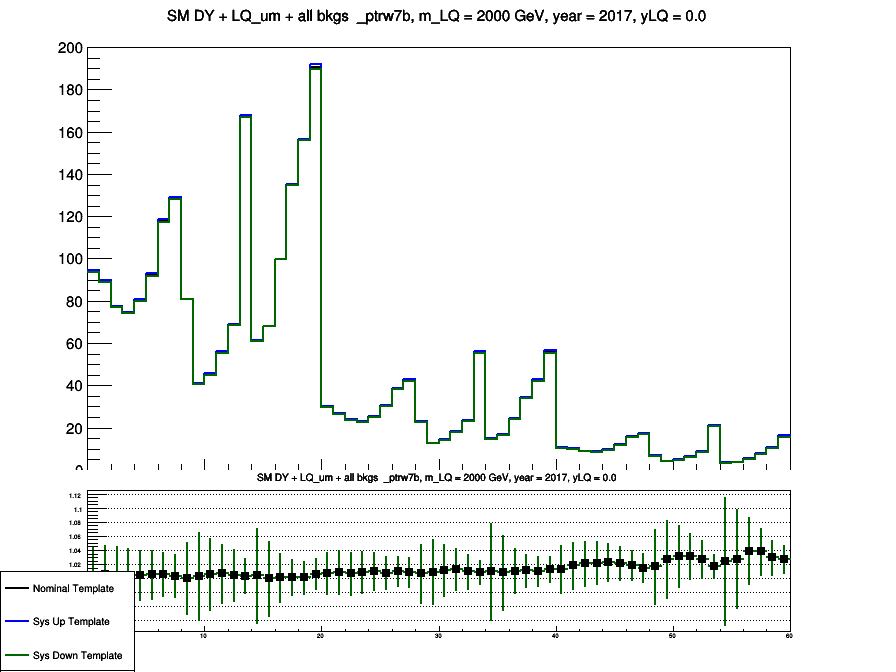 SM DY + LQ_um + all bkgs _ptrw7b, m_LQ = 2000 GeV, year = 2017, yLQ = 0.0
200
180
160
140
120
100
80
60
40
20
0
SM DY + LQ_um + all bkgs _ptrw7b, m_LQ = 2000 GeV, year = 2017, yLQ = 0.0
1.12
1.1
1.08
1.06
1.04
1.02
10 20 30 40 50 60
Nominal Template
Sys Up Template
Sys Down Template